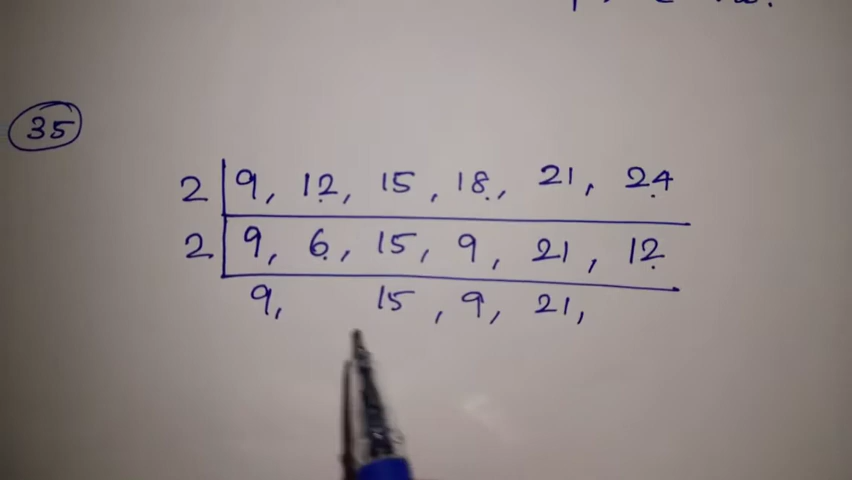 35
2 | 9, 12, 15, 18, 21, 24
2 | 9, 6, 15, 9, 21, 12
9, 15, 9, 21,